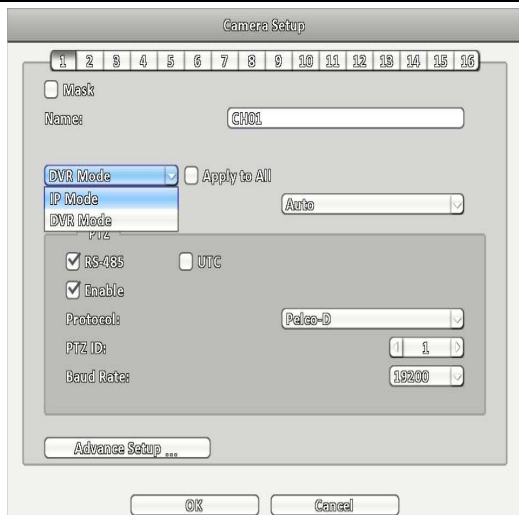 Camera Setup
1 2 3 4 5 6 7 8 9 10 11 12 13 14 15 16
Mask
Name: CH01
DVR Mode Apply to All
IP Mode
Auto
DVR Mode
PTZ
RS-485 UTC
Enable
Protocol: Pelco-D
PTZ ID: 1
Baud Rate: 19200
Advance Setup ...
OK Cancel